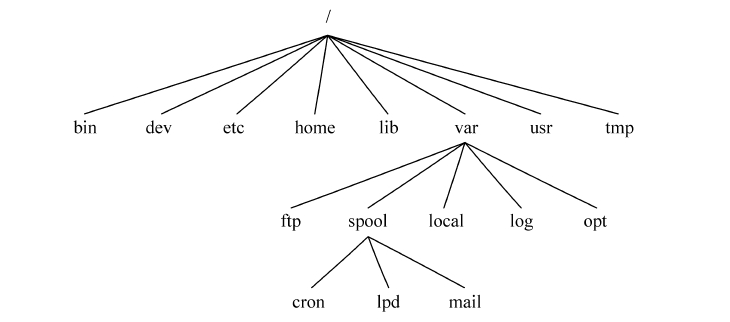 /
bin dev etc home lib var usr tmp
ftp spool local log opt
cron lpd mail